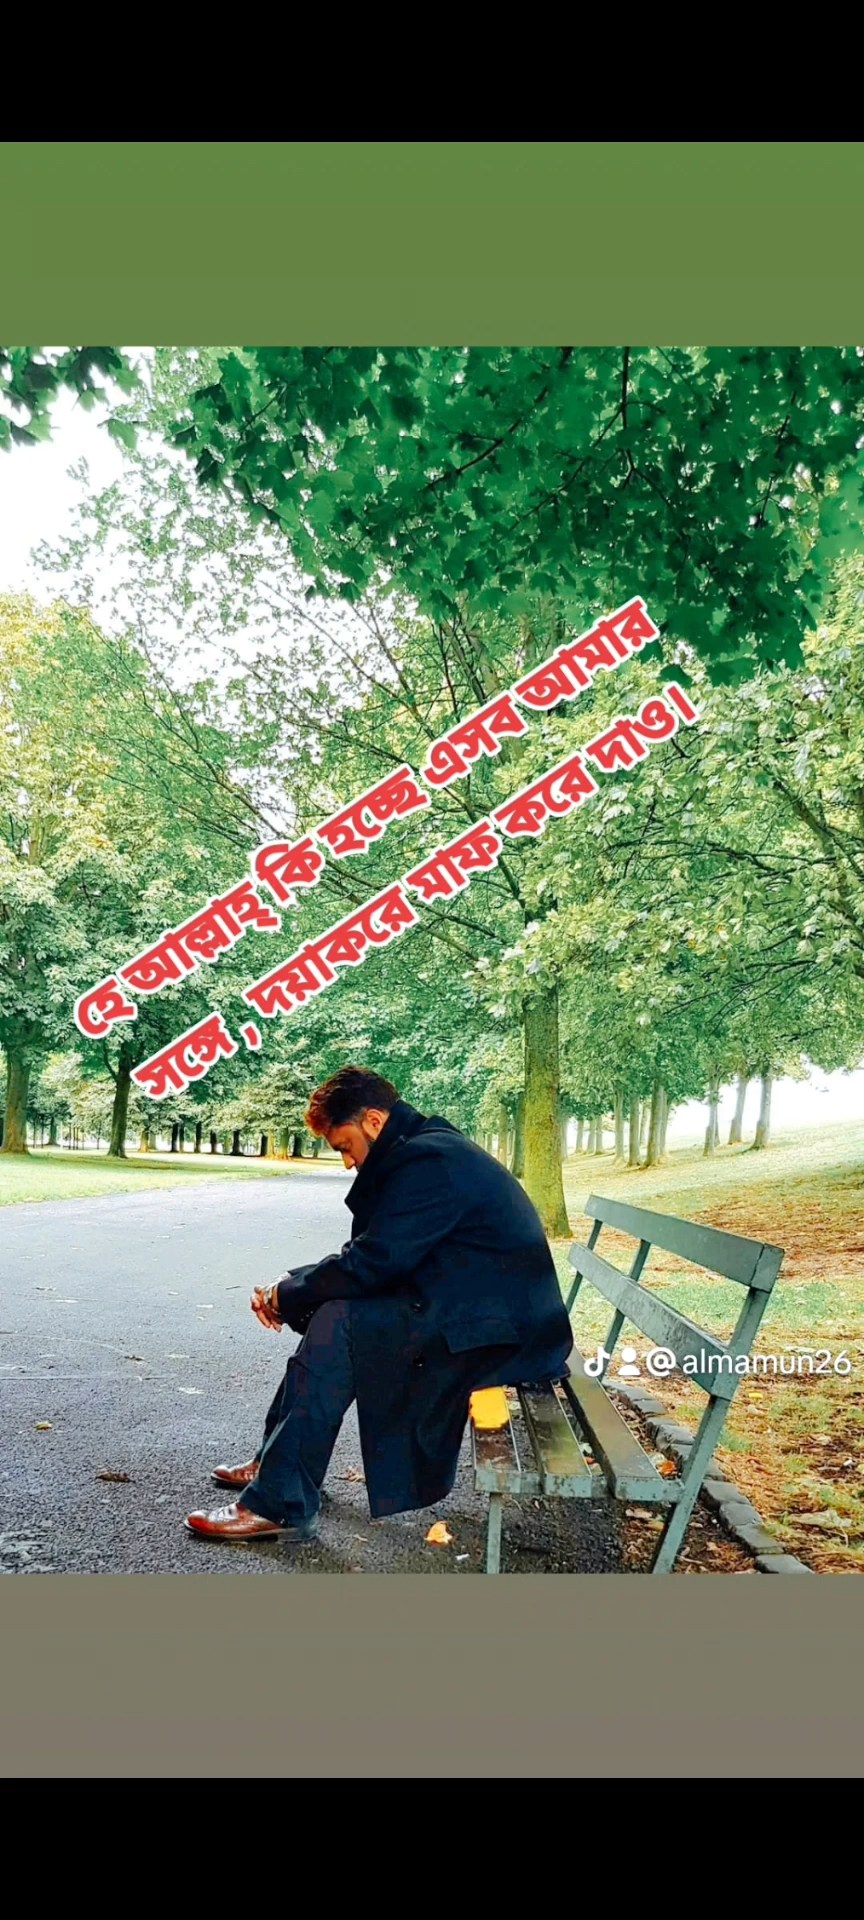 হে আল্লাহ্ কি হচ্ছে এসব আমার
সঙ্গে , দয়াকরে মাফ করে দাও।
@almamun26